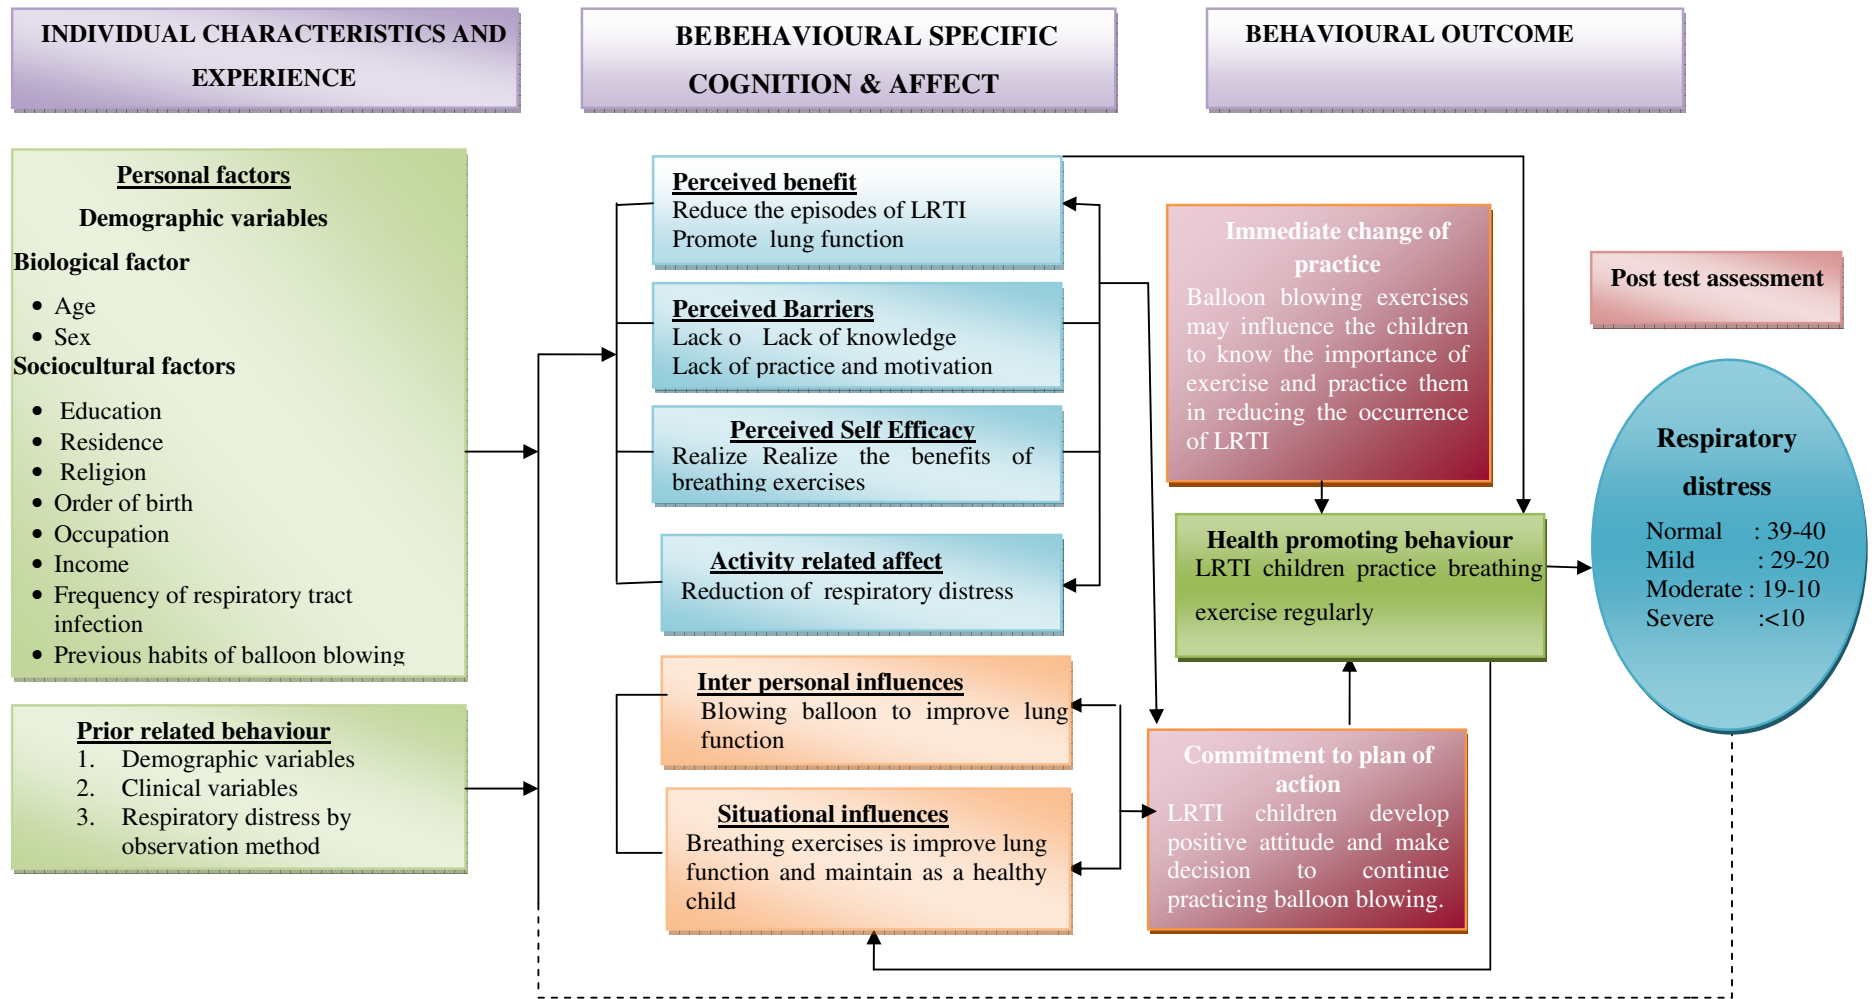 INDIVIDUAL CHARACTERISTICS AND
EXPERIENCE
BEBEHAVIOURAL SPECIFIC
COGNITION & AFFECT
BEHAVIOURAL OUTCOME
Personal factors
Demographic variables
Biological factor
• Age
• Sex
Sociocultural factors
• Education
• Residence
• Religion
• Order of birth
• Occupation
• Income
• Frequency of respiratory tract
infection
• Previous habits of balloon blowing
Prior related behaviour
1. Demographic variables
2. Clinical variables
3. Respiratory distress by
observation method
Perceived benefit
Reduce the episodes of LRTI
Promote lung function
Perceived Barriers
Lack o Lack of knowledge
Lack of practice and motivation
Perceived Self Efficacy
Realize Realize the benefits of
breathing exercises
Activity related affect
Reduction of respiratory distress
Inter personal influences
Blowing balloon to improve lung
function
Situational influences
Breathing exercises is improve lung
function and maintain as a healthy
child
Immediate change of
practice
Balloon blowing exercises
may influence the children
to know the importance of
exercise and practice them
in reducing the occurrence
of LRTI
Health promoting behaviour
LRTI children practice breathing
exercise regularly
Commitment to plan of
action
LRTI children develop
positive attitude and make
decision to continue
practicing balloon blowing.
Post test assessment
Respiratory
distress
Normal : 39-40
Mild : 29-20
Moderate : 19-10
Severe :<10